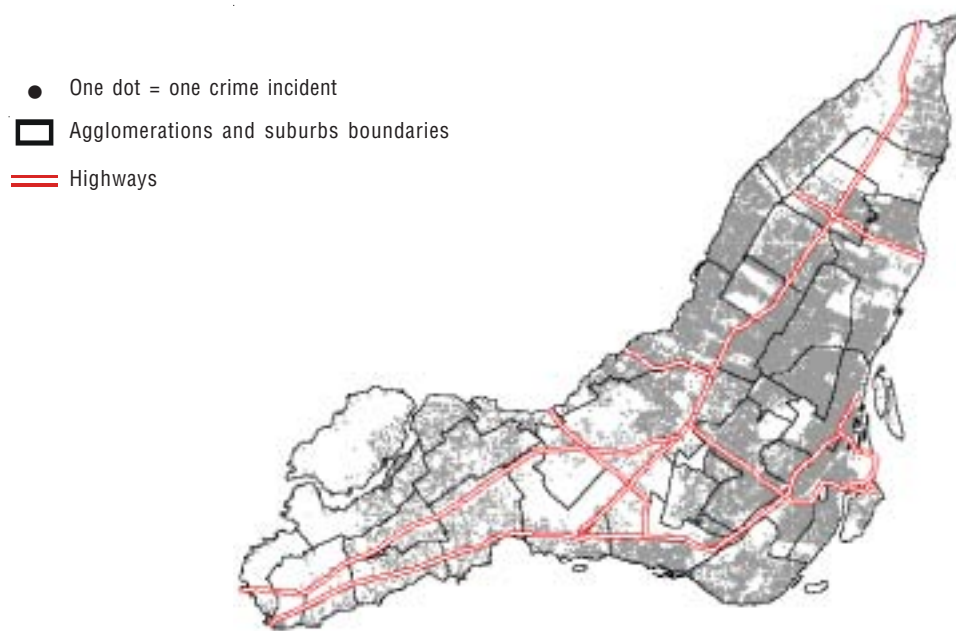 One dot = one crime incident
Agglomerations and suburbs boundaries
Highways